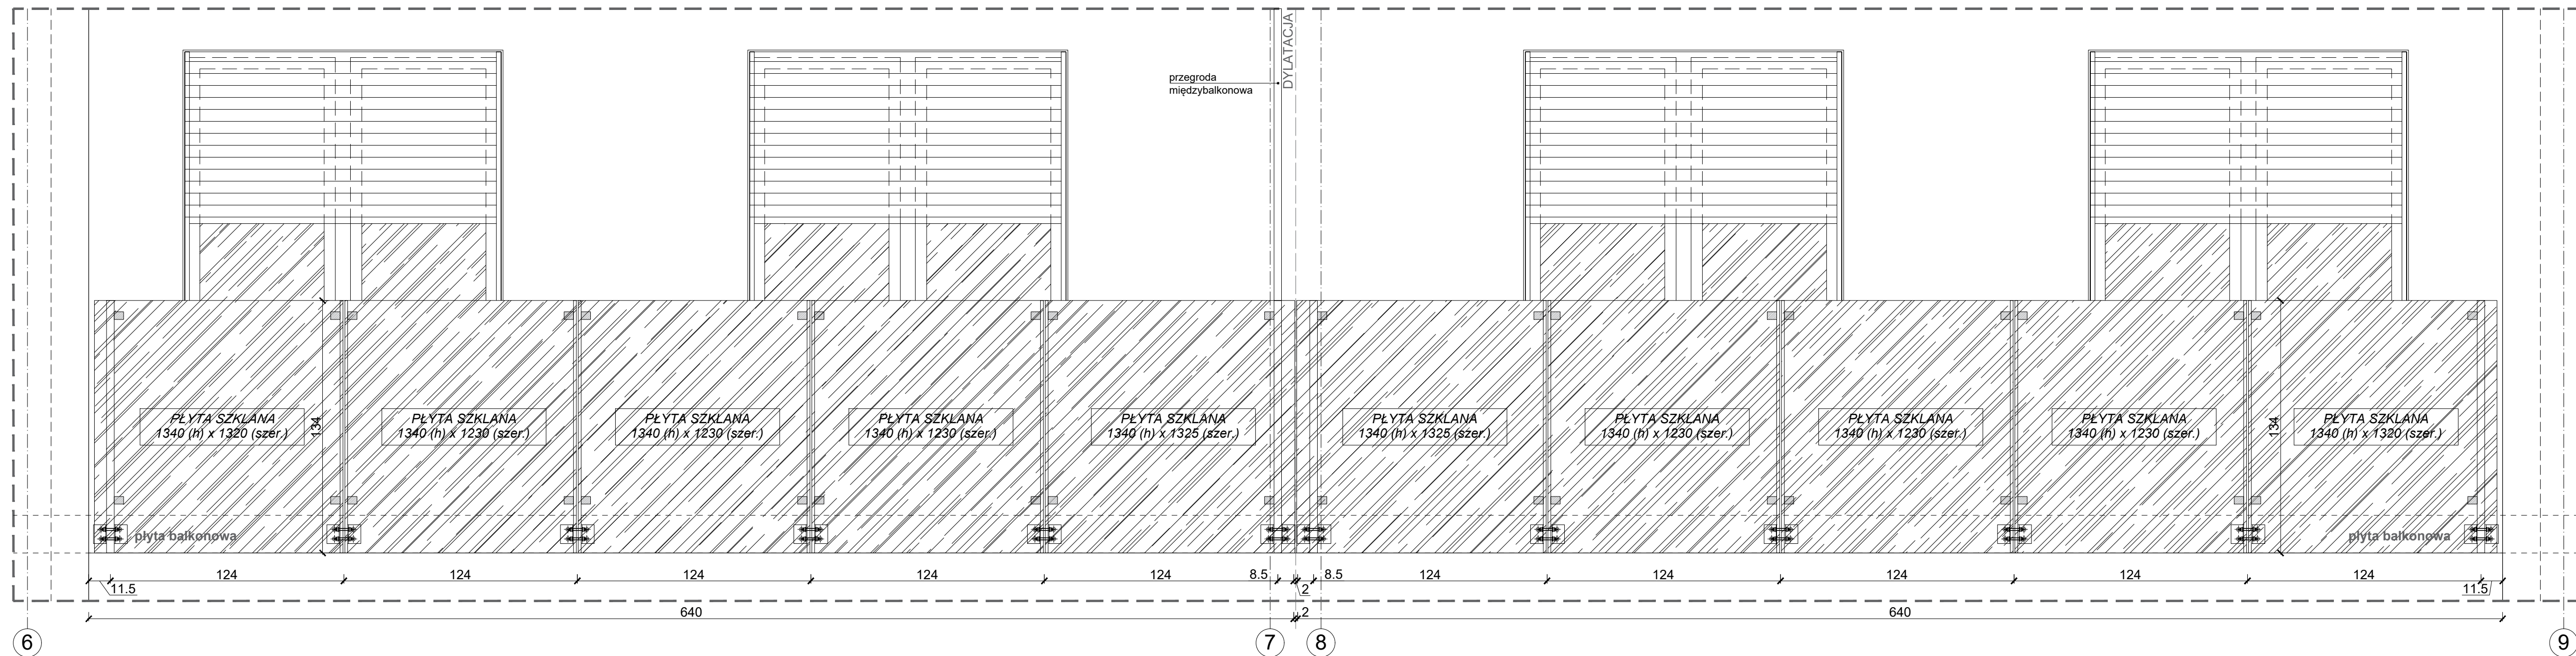 DYLATACJA
przegroda
międzybalkonowa
PŁYTA SZKLANA
1340 (h) x 1320 (szer.)
134
PŁYTA SZKLANA
1340 (h) x 1230 (szer.)
PŁYTA SZKLANA
1340 (h) x 1230 (szer.)
PŁYTA SZKLANA
1340 (h) x 1230 (szer.)
PŁYTA SZKLANA
1340 (h) x 1325 (szer.)
PŁYTA SZKLANA
1340 (h) x 1325 (szer.)
PŁYTA SZKLANA
1340 (h) x 1230 (szer.)
PŁYTA SZKLANA
1340 (h) x 1230 (szer.)
PŁYTA SZKLANA
1340 (h) x 1230 (szer.)
134
PŁYTA SZKLANA
1340 (h) x 1320 (szer.)
płyta balkonowa
płyta balkonowa
124 124 124 124 124 8.5 8.5 124 124 124 124 124
11.5 2 11.5
640 2 640
6 7 8 9